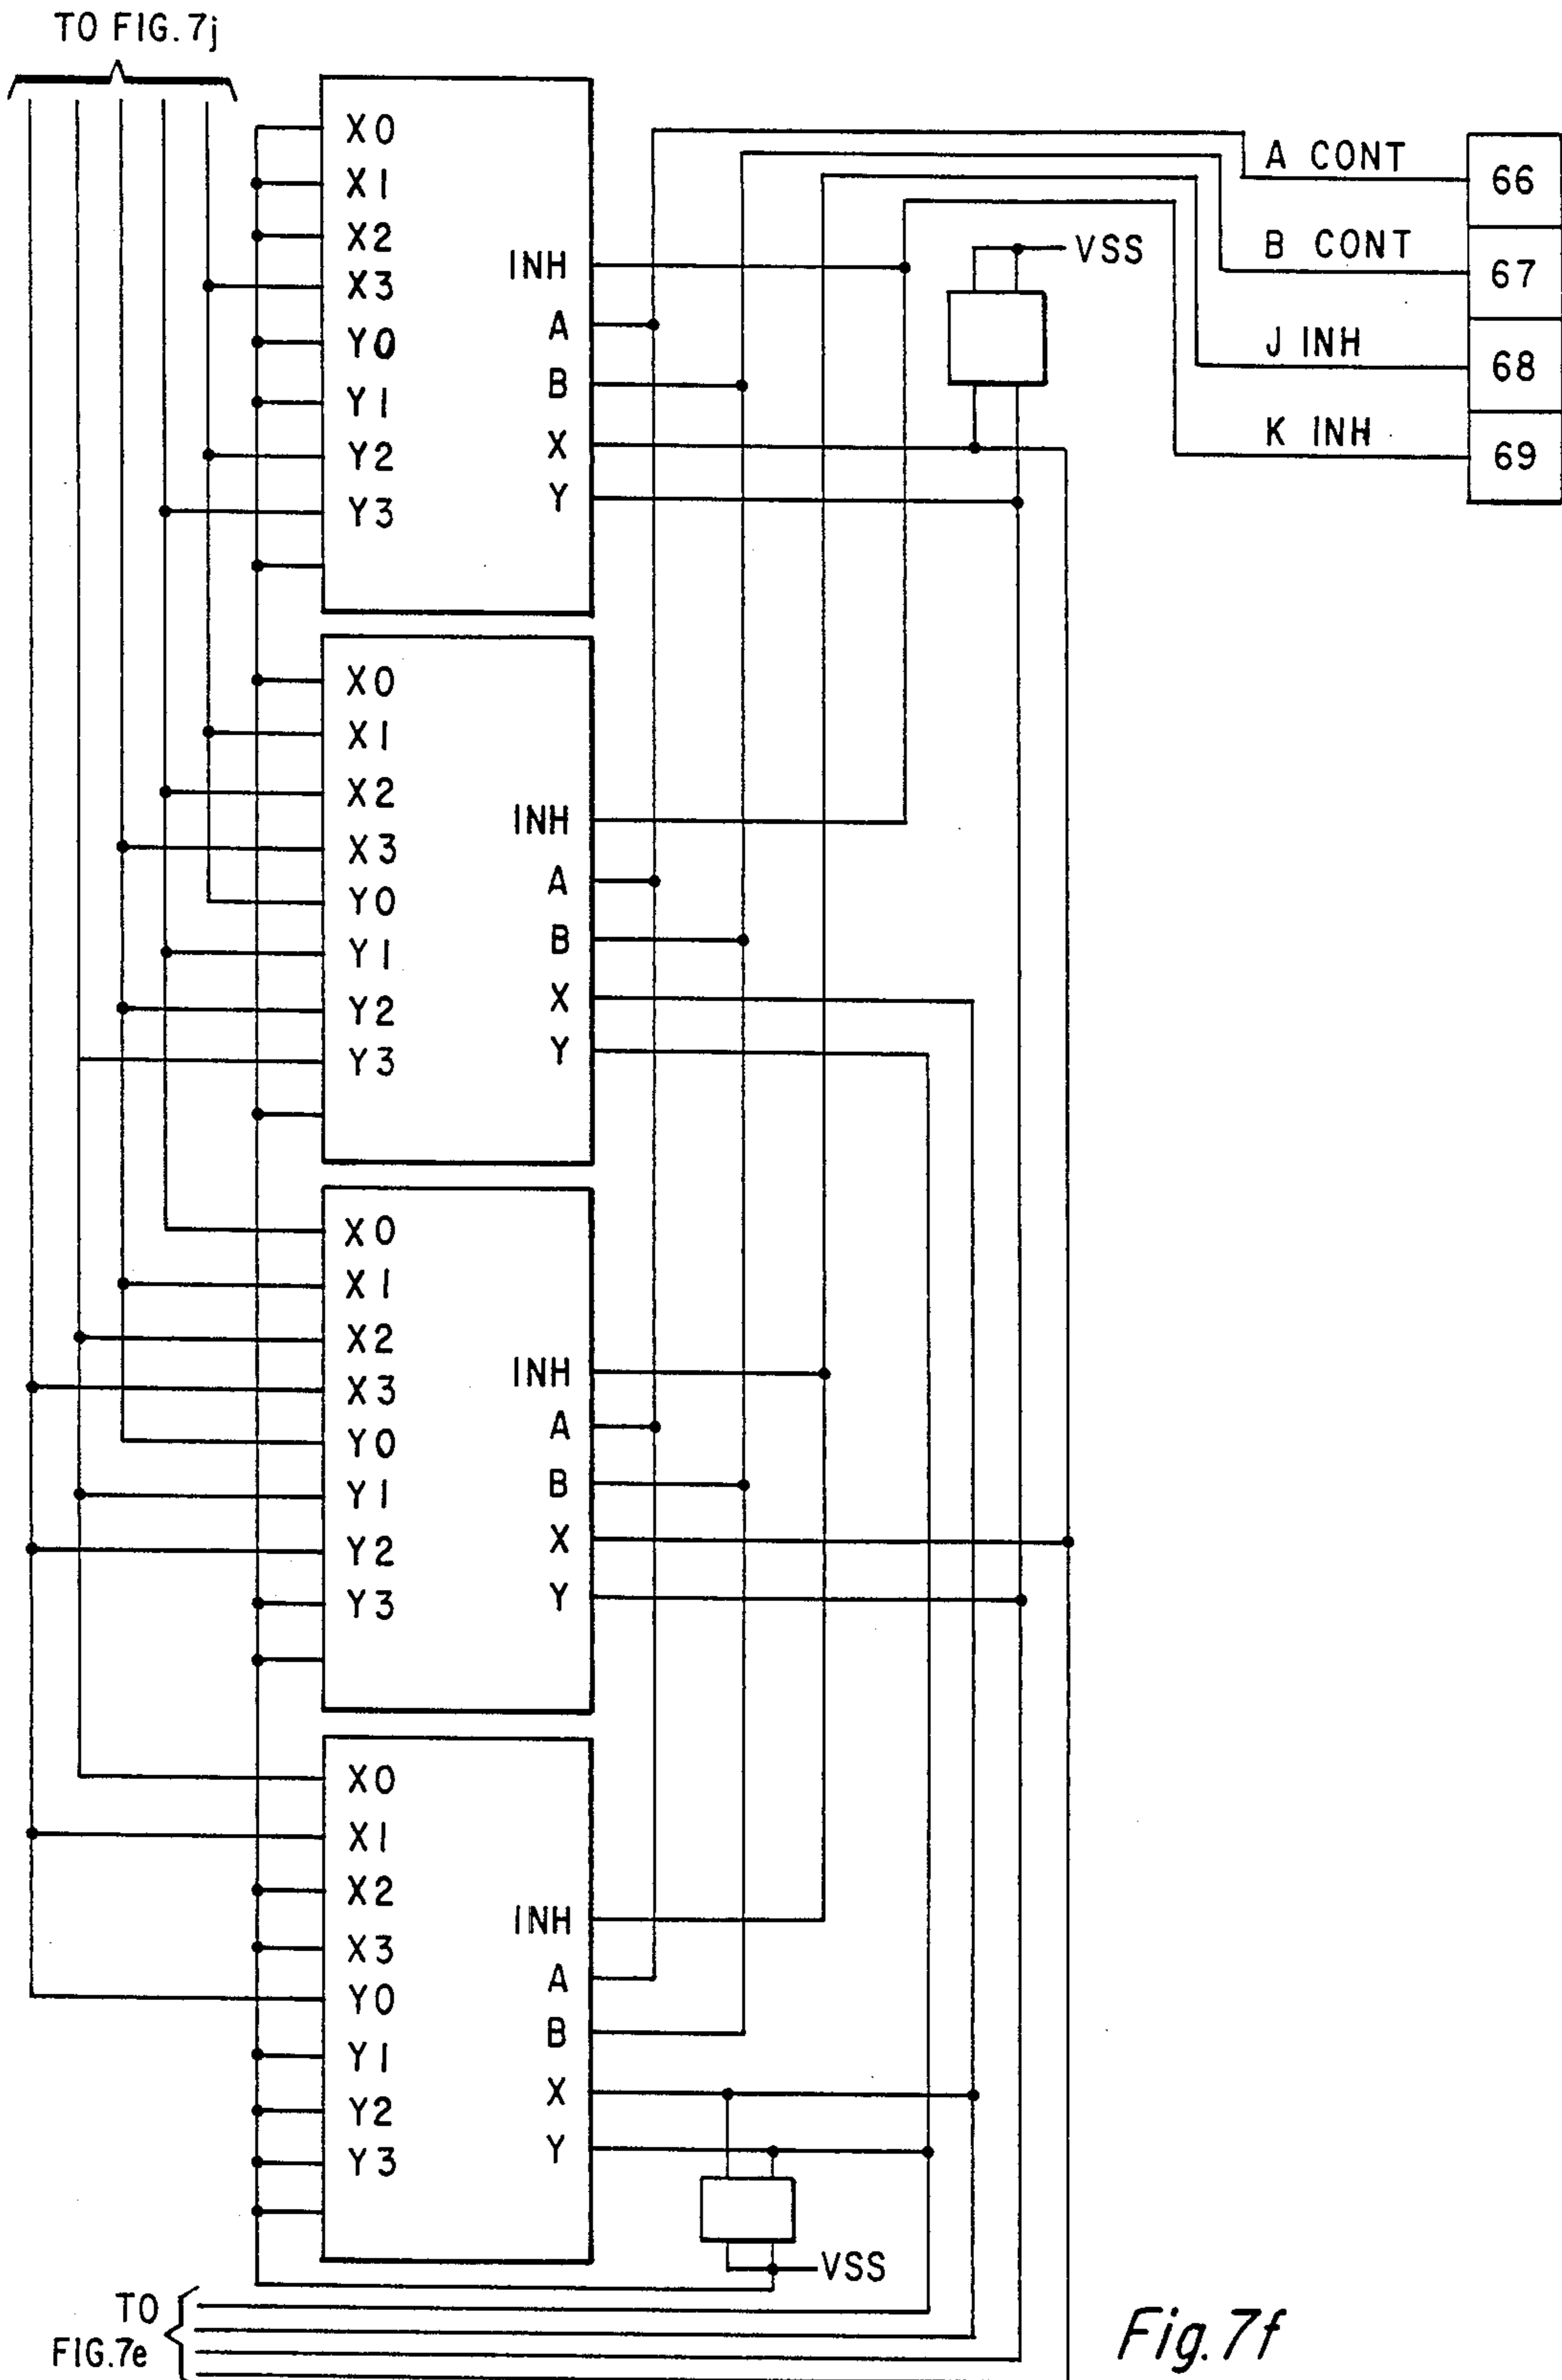 TO FIG. 7j
X0
X1
X2
X3
Y0
Y1
Y2
Y3
INH
A
B
X
Y
A CONT
B CONT
J INH
K INH
66
67
68
69
VSS
X0
X1
X2
X3
Y0
Y1
Y2
Y3
INH
A
B
X
Y
X0
X1
X2
X3
Y0
Y1
Y2
Y3
INH
A
B
X
Y
X0
X1
X2
X3
Y0
Y1
Y2
Y3
INH
A
B
X
Y
VSS
TO
FIG.7e
Fig.7f